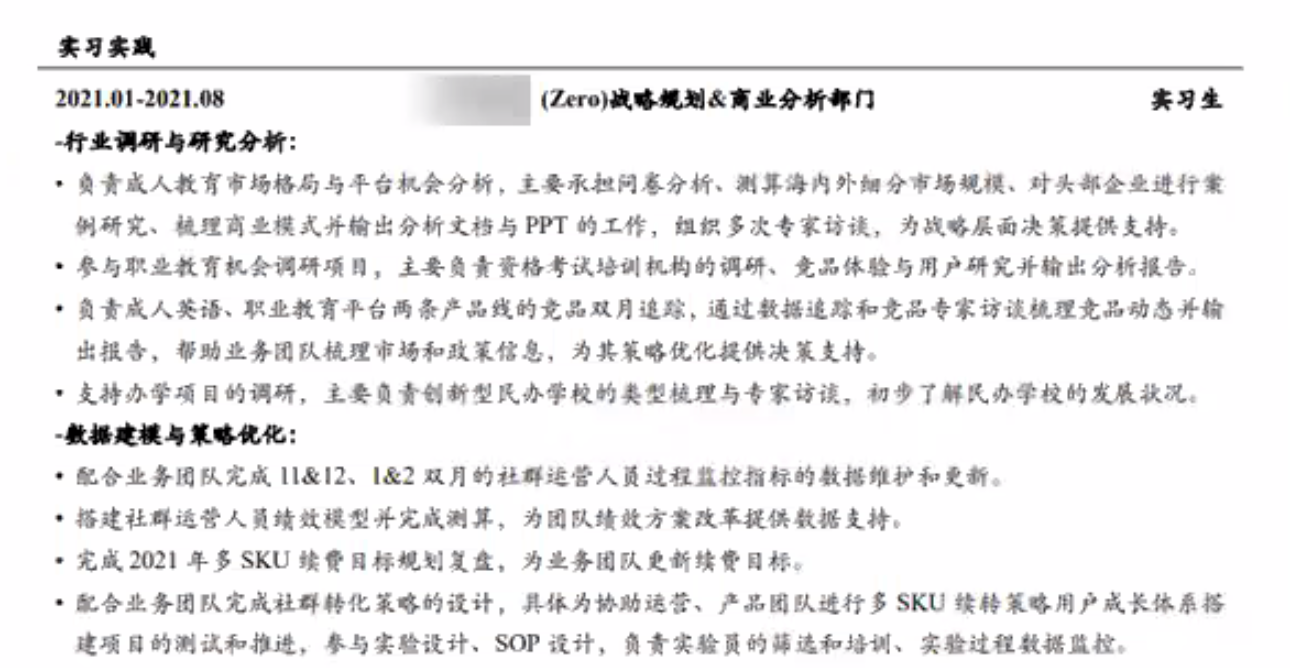 实习实践
2021.01-2021.08 (Zero)战略规划&商业分析部门 实习生
-行业调研与研究分析：
• 负责成人教育市场格局与平台机会分析，主要承担问卷分析、测算海内外细分市场规模、对头部企业进行案
例研究、梳理商业模式并输出分析文档与 PPT 的工作，组织多次专家访谈，为战略层面决策提供支持。
• 参与职业教育机会调研项目，主要负责资格考试培训机构的调研、竞品体验与用户研究并输出分析报告。
• 负责成人英语、职业教育平台两条产品线的竞品双月追踪，通过数据追踪和竞品专家访谈梳理竞品动态并输
出报告，帮助业务团队梳理市场和政策信息，为其策略优化提供决策支持。
• 支持办学项目的调研，主要负责创新型民办学校的类型梳理与专家访谈，初步了解民办学校的发展状况。
-数据建模与策略优化：
• 配合业务团队完成 11&12、1&2 双月的社群运营人员过程监控指标的数据维护和更新。
• 搭建社群运营人员绩效模型并完成测算，为团队绩效方案改革提供数据支持。
• 完成 2021 年多 SKU 续费目标规划复盘，为业务团队更新续费目标。
• 配合业务团队完成社群转化策略的设计，具体为协助运营、产品团队进行多 SKU 续转策略用户成长体系搭
建项目的测试和推进，参与实验设计、SOP 设计，负责实验员的筛选和培训、实验过程数据监控。